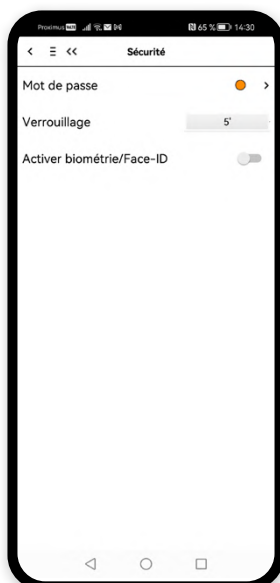 Proximus 65 % 14:30
Sécurité
Mot de passe
Verrouillage 5'
Activer biométrie/Face-ID